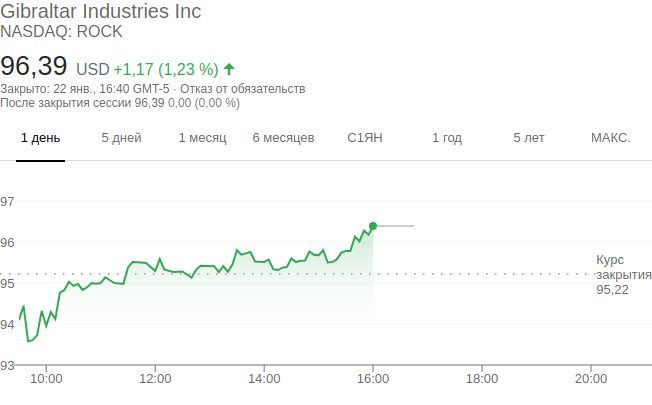 Gibraltar Industries Inc
NASDAQ: ROCK
96,39 USD +1,17 (1,23 %)
Закрыто: 22 янв., 16:40 GMT-5 · Отказ от обязательств
После закрытия сессии 96,39 0,00 (0,00 %)
1 день 5 дней 1 месяц 6 месяцев С1ЯН 1 год 5 лет МАКС.
97
96
Курс
закрытия
95,22
95
94
93
10:00 12:00 14:00 16:00 18:00 20:00